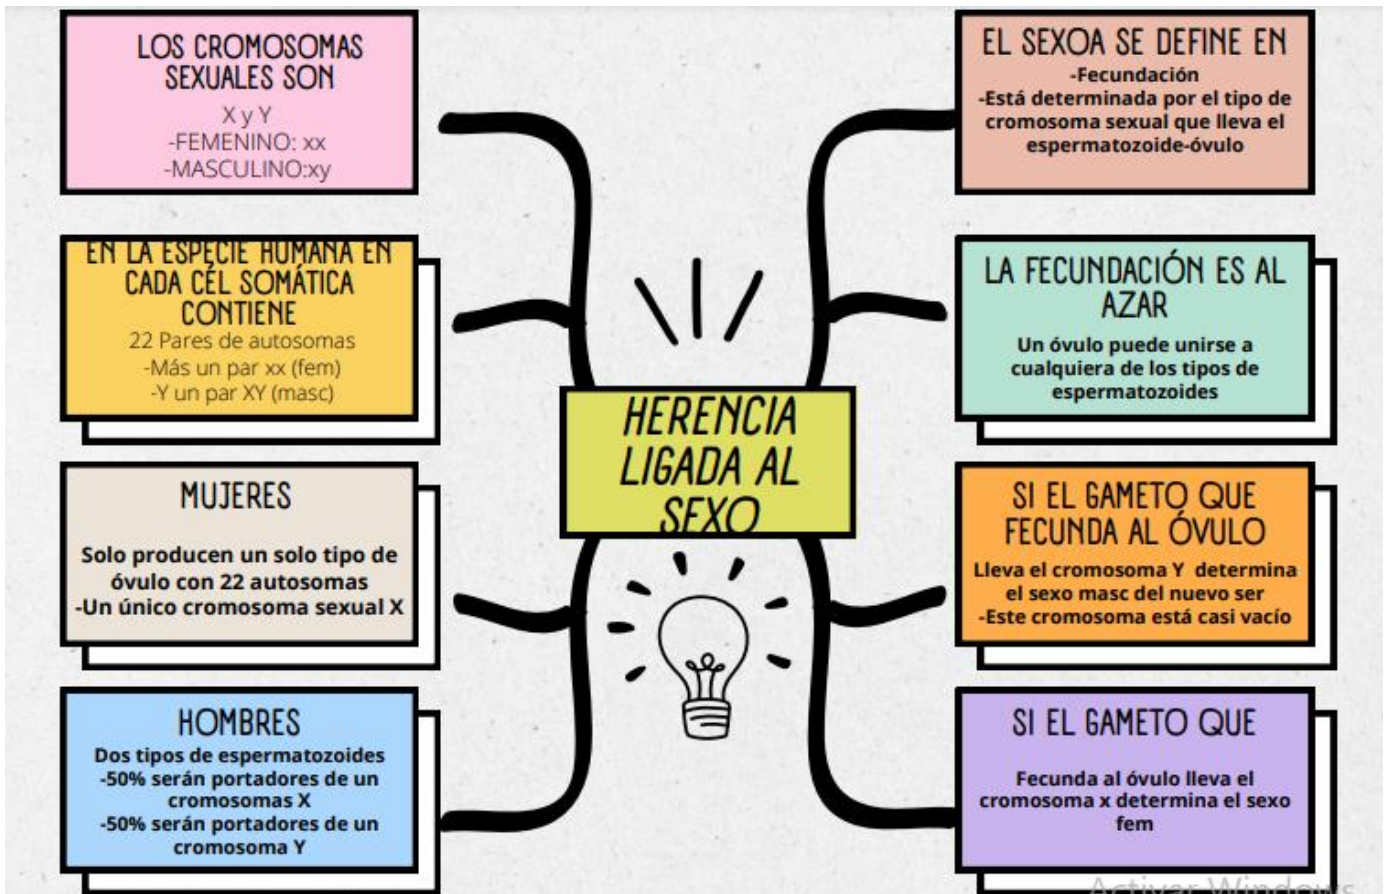 LOS CROMOSOMAS
SEXUALES SON
X y Y
-FEMENINO: xx
-MASCULINO:xy
EN LA ESPECIE HUMANA EN
CADA CÉL SOMÁTICA
CONTIENE
22 Pares de autosomas
-Más un par xx (fem)
-Y un par XY (masc)
MUJERES
Solo producen un solo tipo de
óvulo con 22 autosomas
-Un único cromosoma sexual X
HOMBRES
Dos tipos de espermatozoides
-50% serán portadores de un
cromosomas X
-50% serán portadores de un
cromosoma Y
HERENCIA
LIGADA AL
SEXO
EL SEXOA SE DEFINE EN
-Fecundación
-Está determinada por el tipo de
cromosoma sexual que lleva el
espermatozoide-óvulo
LA FECUNDACIÓN ES AL
AZAR
Un óvulo puede unirse a
cualquiera de los tipos de
espermatozoides
SI EL GAMETO QUE
FECUNDA AL ÓVULO
Lleva el cromosoma Y determina
el sexo masc del nuevo ser
-Este cromosoma está casi vacío
SI EL GAMETO QUE
Fecunda al óvulo lleva el
cromosoma x determina el sexo
fem
Activar Windows